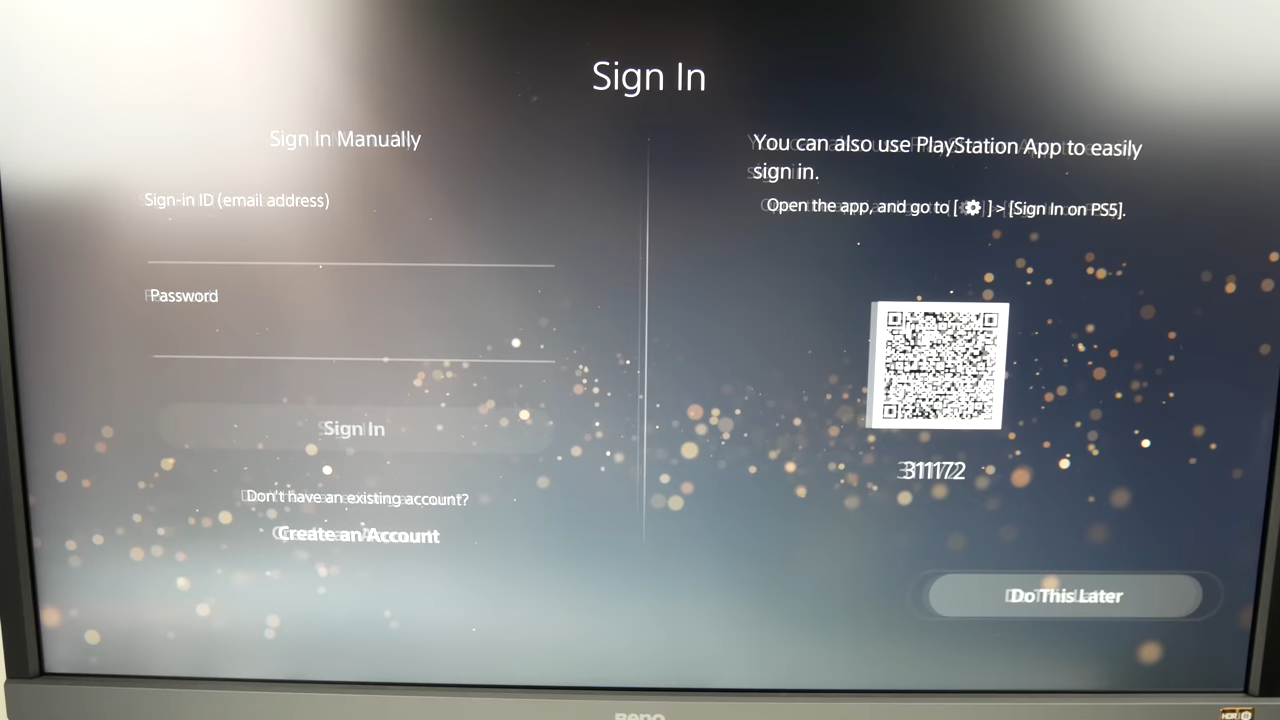 Sign In
Sign In Manually
Sign-in ID (email address)
Password
Sign In
Don't have an existing account?
Create an Account
You can also use PlayStation App to easily
sign in.
Open the app, and go to [ ] > [Sign In on PS5].
Do This Later
BenQ
HDR